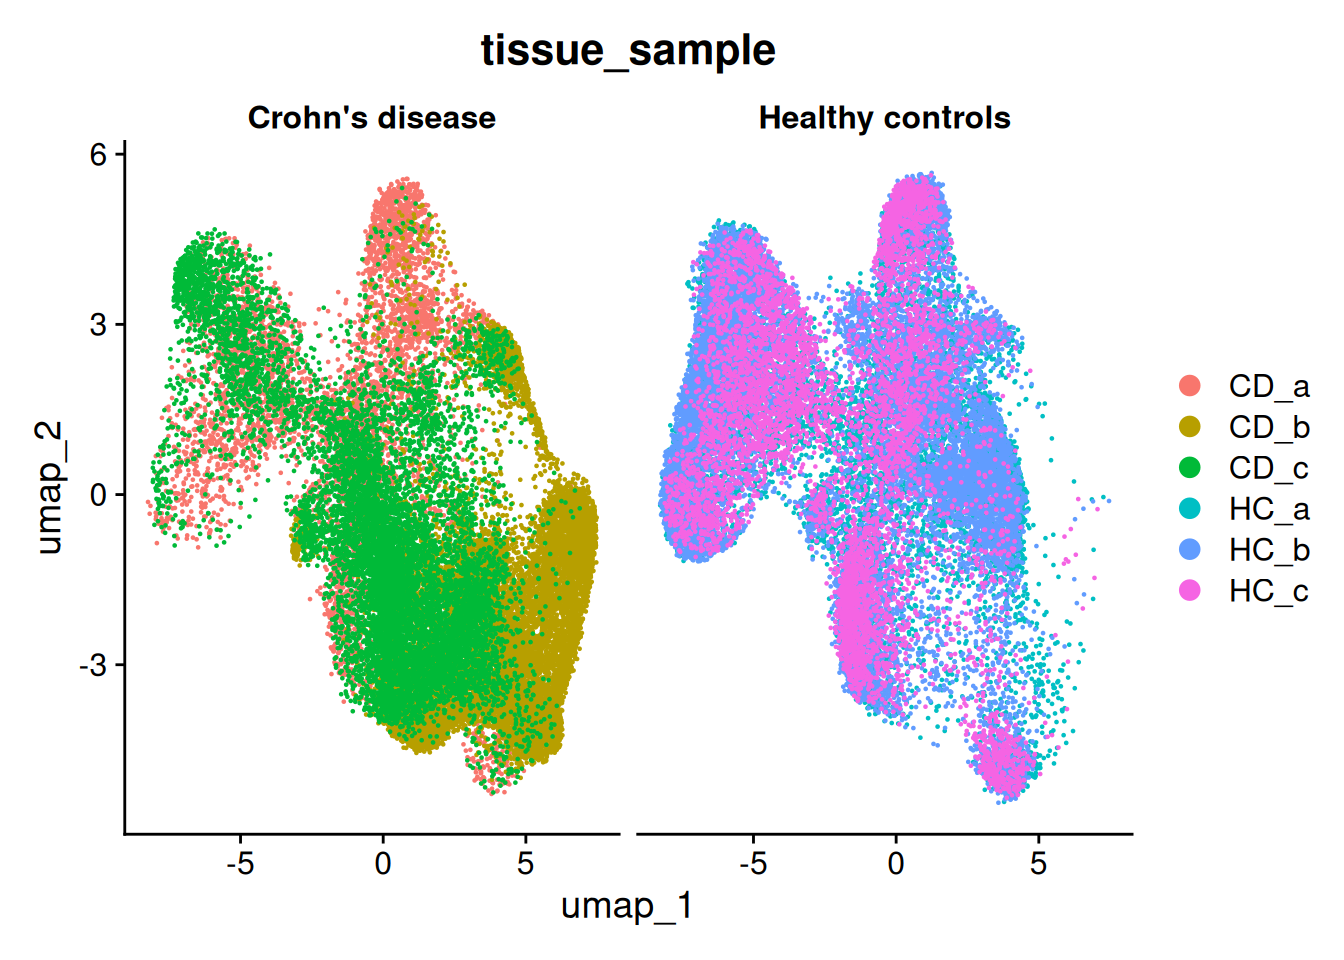 tissue_sample
Crohn's disease
Healthy controls
6
3
0
-3
umap_2
-5
0
5
-5
0
5
umap_1
CD_a
CD_b
CD_c
HC_a
HC_b
HC_c